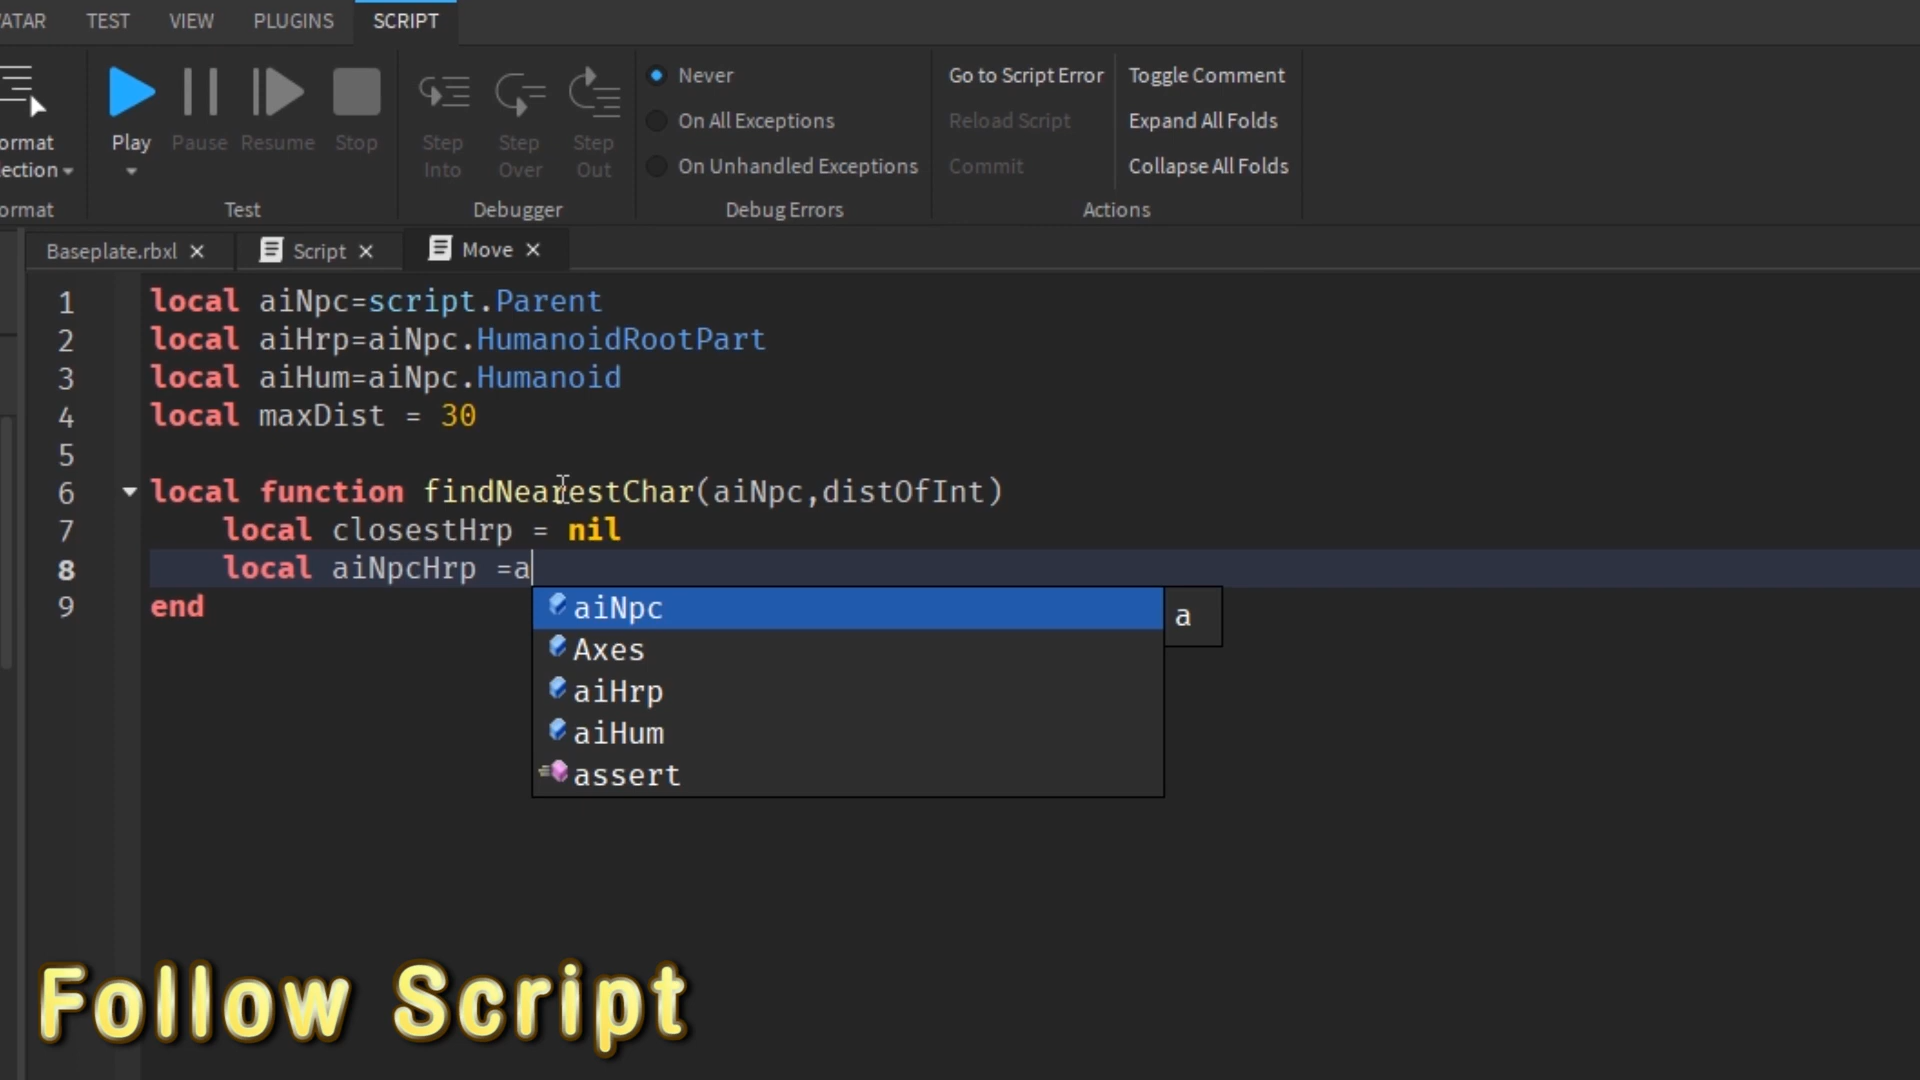 TEST VIEW PLUGINS SCRIPT
Never Go to Script Error Toggle Comment
On All Exceptions Reload Script Expand All Folds
Play Pause Resume Stop Step Into Step Over Step Out
On Unhandled Exceptions Commit Collapse All Folds
Test Debugger Debug Errors Actions
Baseplate.rbxl Script Move
1 local aiNpc=script.Parent
2 local aiHrp=aiNpc.HumanoidRootPart
3 local aiHum=aiNpc.Humanoid
4 local maxDist = 30
5
6 local function findNearestChar(aiNpc,distOfInt)
7 local closestHrp = nil
8 local aiNpcHrp =a
9 end
aiNpc a
Axes
aiHrp
aiHum
assert
Follow Script